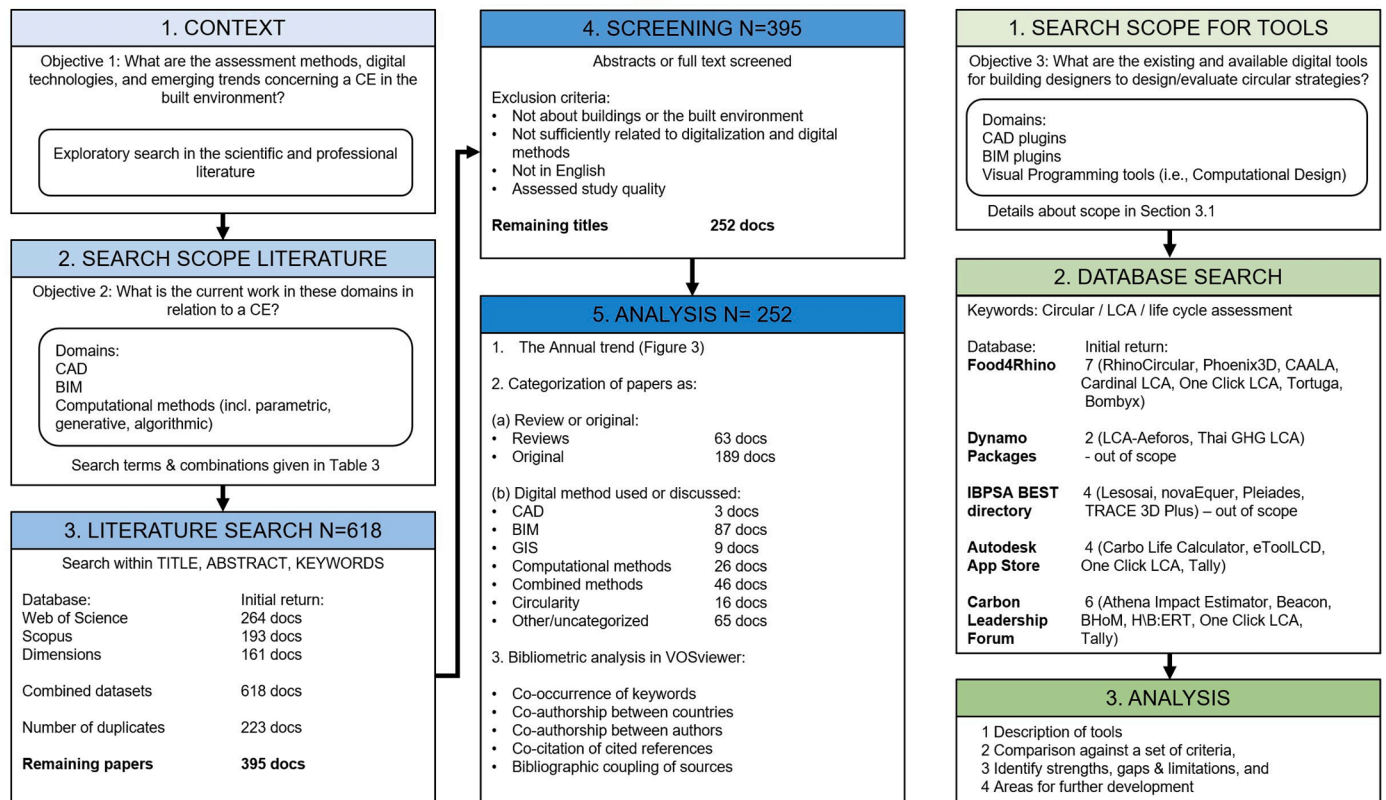 1. CONTEXT
Objective 1: What are the assessment methods, digital
technologies, and emerging trends concerning a CE in the
built environment?
Exploratory search in the scientific and professional
literature
2. SEARCH SCOPE LITERATURE
Objective 2: What is the current work in these domains in
relation to a CE?
Domains:
CAD
BIM
Computational methods (incl. parametric,
generative, algorithmic)
Search terms & combinations given in Table 3
3. LITERATURE SEARCH N=618
Search within TITLE, ABSTRACT, KEYWORDS
Database: Initial return:
Web of Science 264 docs
Scopus 193 docs
Dimensions 161 docs
Combined datasets 618 docs
Number of duplicates 223 docs
Remaining papers 395 docs
4. SCREENING N=395
Abstracts or full text screened
Exclusion criteria:
• Not about buildings or the built environment
• Not sufficiently related to digitalization and digital
methods
• Not in English
• Assessed study quality
Remaining titles 252 docs
5. ANALYSIS N= 252
1. The Annual trend (Figure 3)
2. Categorization of papers as:
(a) Review or original:
• Reviews 63 docs
• Original 189 docs
(b) Digital method used or discussed:
• CAD 3 docs
• BIM 87 docs
• GIS 9 docs
• Computational methods 26 docs
• Combined methods 46 docs
• Circularity 16 docs
• Other/uncategorized 65 docs
3. Bibliometric analysis in VOSviewer:
• Co-occurrence of keywords
• Co-authorship between countries
• Co-authorship between authors
• Co-citation of cited references
• Bibliographic coupling of sources
1. SEARCH SCOPE FOR TOOLS
Objective 3: What are the existing and available digital tools
for building designers to design/evaluate circular strategies?
Domains:
CAD plugins
BIM plugins
Visual Programming tools (i.e., Computational Design)
Details about scope in Section 3.1
2. DATABASE SEARCH
Keywords: Circular / LCA / life cycle assessment
Database: Initial return:
Food4Rhino 7 (RhinoCircular, Phoenix3D, CAALA,
Cardinal LCA, One Click LCA, Tortuga,
Bombyx)
Dynamo 2 (LCA-Aeforos, Thai GHG LCA)
Packages - out of scope
IBPSA BEST 4 (Lesosai, novaEquer, Pleiades,
directory TRACE 3D Plus) – out of scope
Autodesk 4 (Carbo Life Calculator, eToolLCD,
App Store One Click LCA, Tally)
Carbon 6 (Athena Impact Estimator, Beacon,
Leadership BHoM, H\B:ERT, One Click LCA,
Forum Tally)
3. ANALYSIS
1 Description of tools
2 Comparison against a set of criteria,
3 Identify strengths, gaps & limitations, and
4 Areas for further development